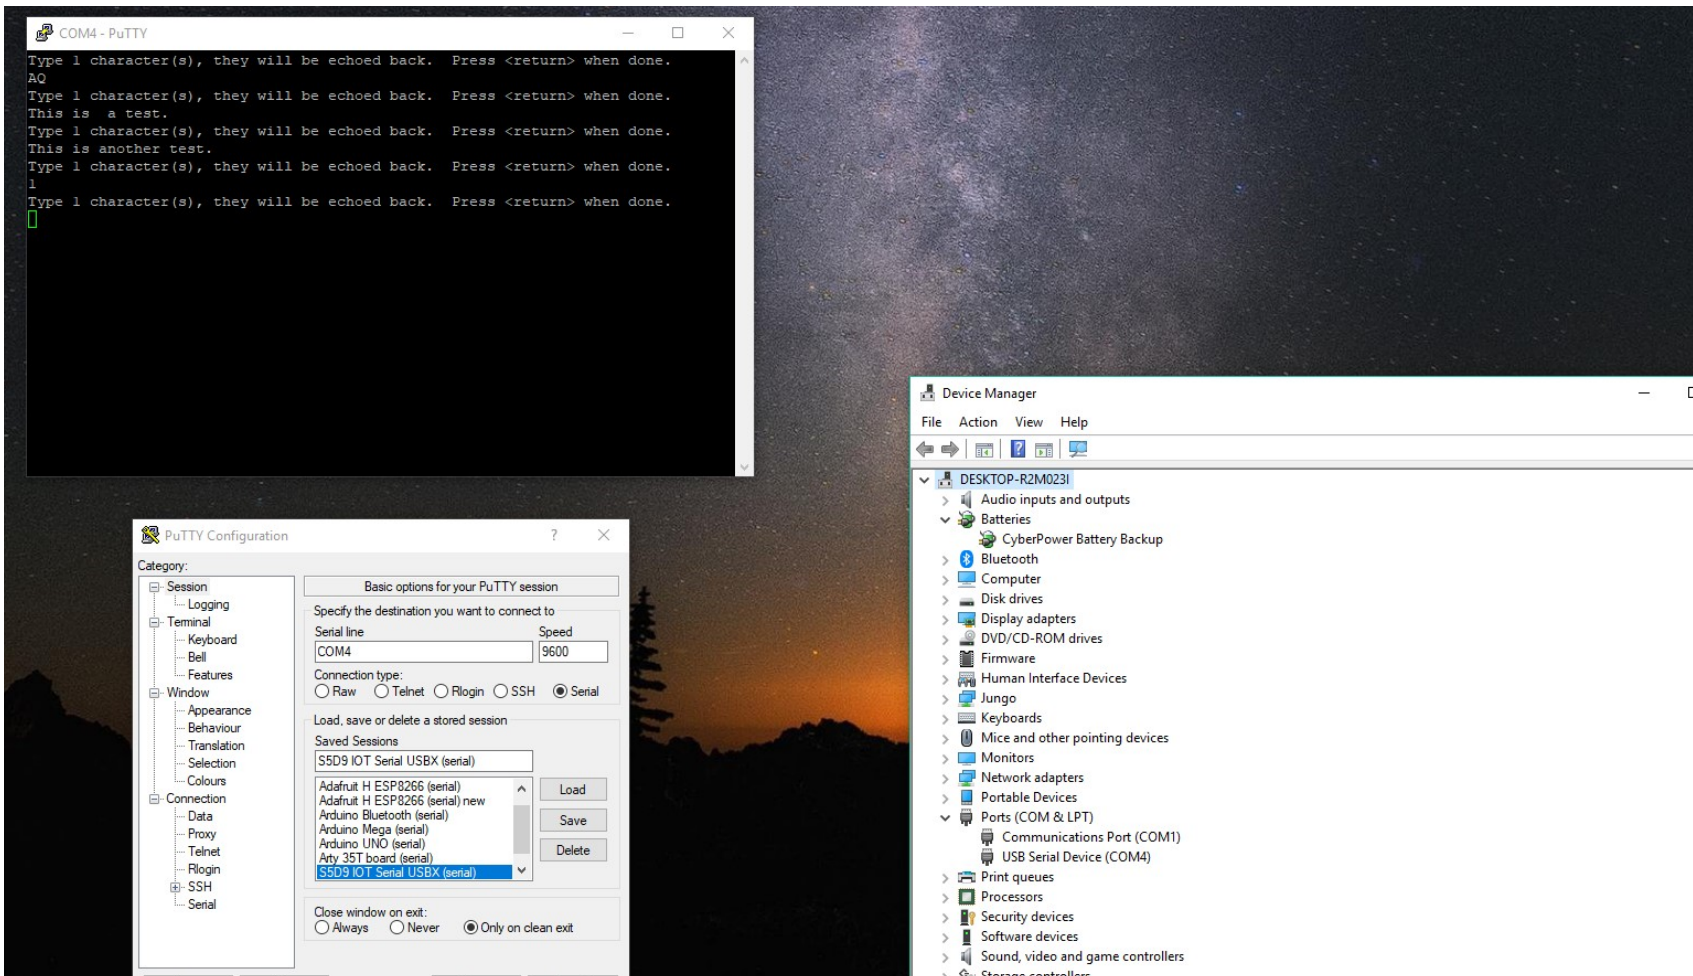 COM4 - PuTTY
Type 1 character(s), they will be echoed back.  Press <return> when done.
AQ
Type 1 character(s), they will be echoed back.  Press <return> when done.
This is  a test.
Type 1 character(s), they will be echoed back.  Press <return> when done.
This is another test.
Type 1 character(s), they will be echoed back.  Press <return> when done.
1
Type 1 character(s), they will be echoed back.  Press <return> when done.
PuTTY Configuration
Category:
Session
Logging
Terminal
Keyboard
Bell
Features
Window
Appearance
Behaviour
Translation
Selection
Colours
Connection
Data
Proxy
Telnet
Rlogin
SSH
Serial
Basic options for your PuTTY session
Specify the destination you want to connect to
Serial line Speed
COM4 9600
Connection type:
Raw Telnet Rlogin SSH Serial
Load, save or delete a stored session
Saved Sessions
S5D9 IOT Serial USBX (serial)
Adafruit H ESP8266 (serial)
Adafruit H ESP8266 (serial) new
Arduino Bluetooth (serial)
Arduino Mega (serial)
Arduino UNO (serial)
Arty 35T board (serial)
S5D9 IOT Serial USBX (serial)
Load
Save
Delete
Close window on exit:
Always Never Only on clean exit
Device Manager
File Action View Help
DESKTOP-R2M023I
Audio inputs and outputs
Batteries
CyberPower Battery Backup
Bluetooth
Computer
Disk drives
Display adapters
DVD/CD-ROM drives
Firmware
Human Interface Devices
Jungo
Keyboards
Mice and other pointing devices
Monitors
Network adapters
Portable Devices
Ports (COM & LPT)
Communications Port (COM1)
USB Serial Device (COM4)
Print queues
Processors
Security devices
Software devices
Sound, video and game controllers
Storage controllers